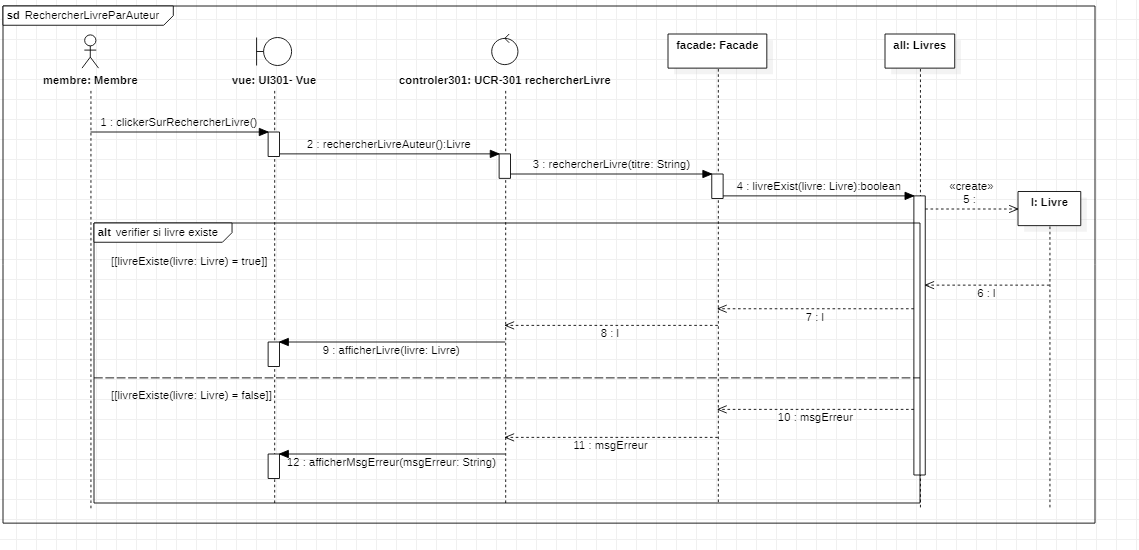 sd RechercherLivreParAuteur
membre: Membre
vue: UI301- Vue
controler301: UCR-301 rechercherLivre
facade: Facade
all: Livres
1 : clickerSurRechercherLivre()
2 : rechercherLivreAuteur():Livre
3 : rechercherLivre(titre: String)
4 : livreExist(livre: Livre):boolean
«create»
5 :
l: Livre
alt verifier si livre existe
[[livreExiste(livre: Livre) = true]]
6 : l
7 : l
8 : l
9 : afficherLivre(livre: Livre)
[[livreExiste(livre: Livre) = false]]
10 : msgErreur
11 : msgErreur
12 : afficherMsgErreur(msgErreur: String)